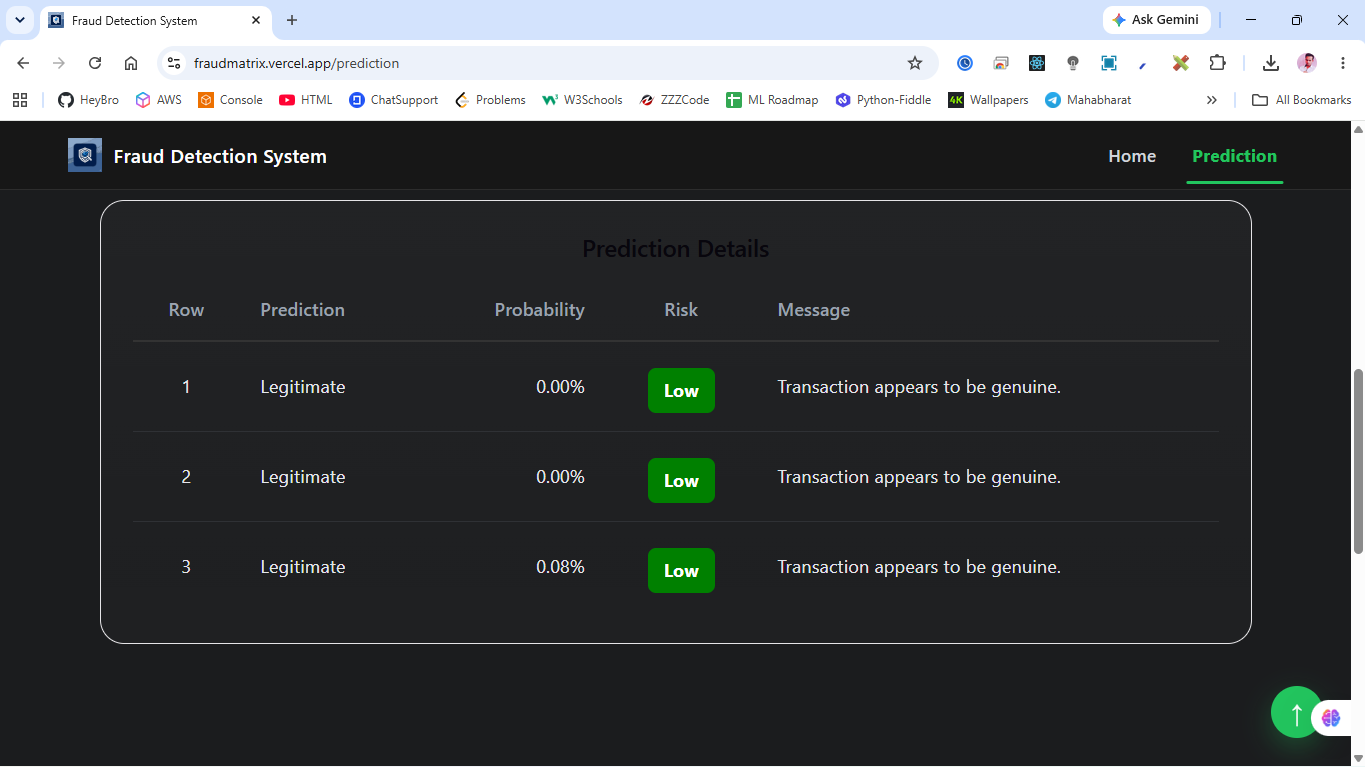 Fraud Detection System
Ask Gemini
fraudmatrix.vercel.app/prediction
HeyBro AWS Console HTML ChatSupport Problems W3Schools ZZZCode ML Roadmap Python-Fiddle 4K Wallpapers Mahabharat » All Bookmarks
Fraud Detection System Home Prediction
Prediction Details
Row Prediction Probability Risk Message
1 Legitimate 0.00% Low Transaction appears to be genuine.
2 Legitimate 0.00% Low Transaction appears to be genuine.
3 Legitimate 0.08% Low Transaction appears to be genuine.